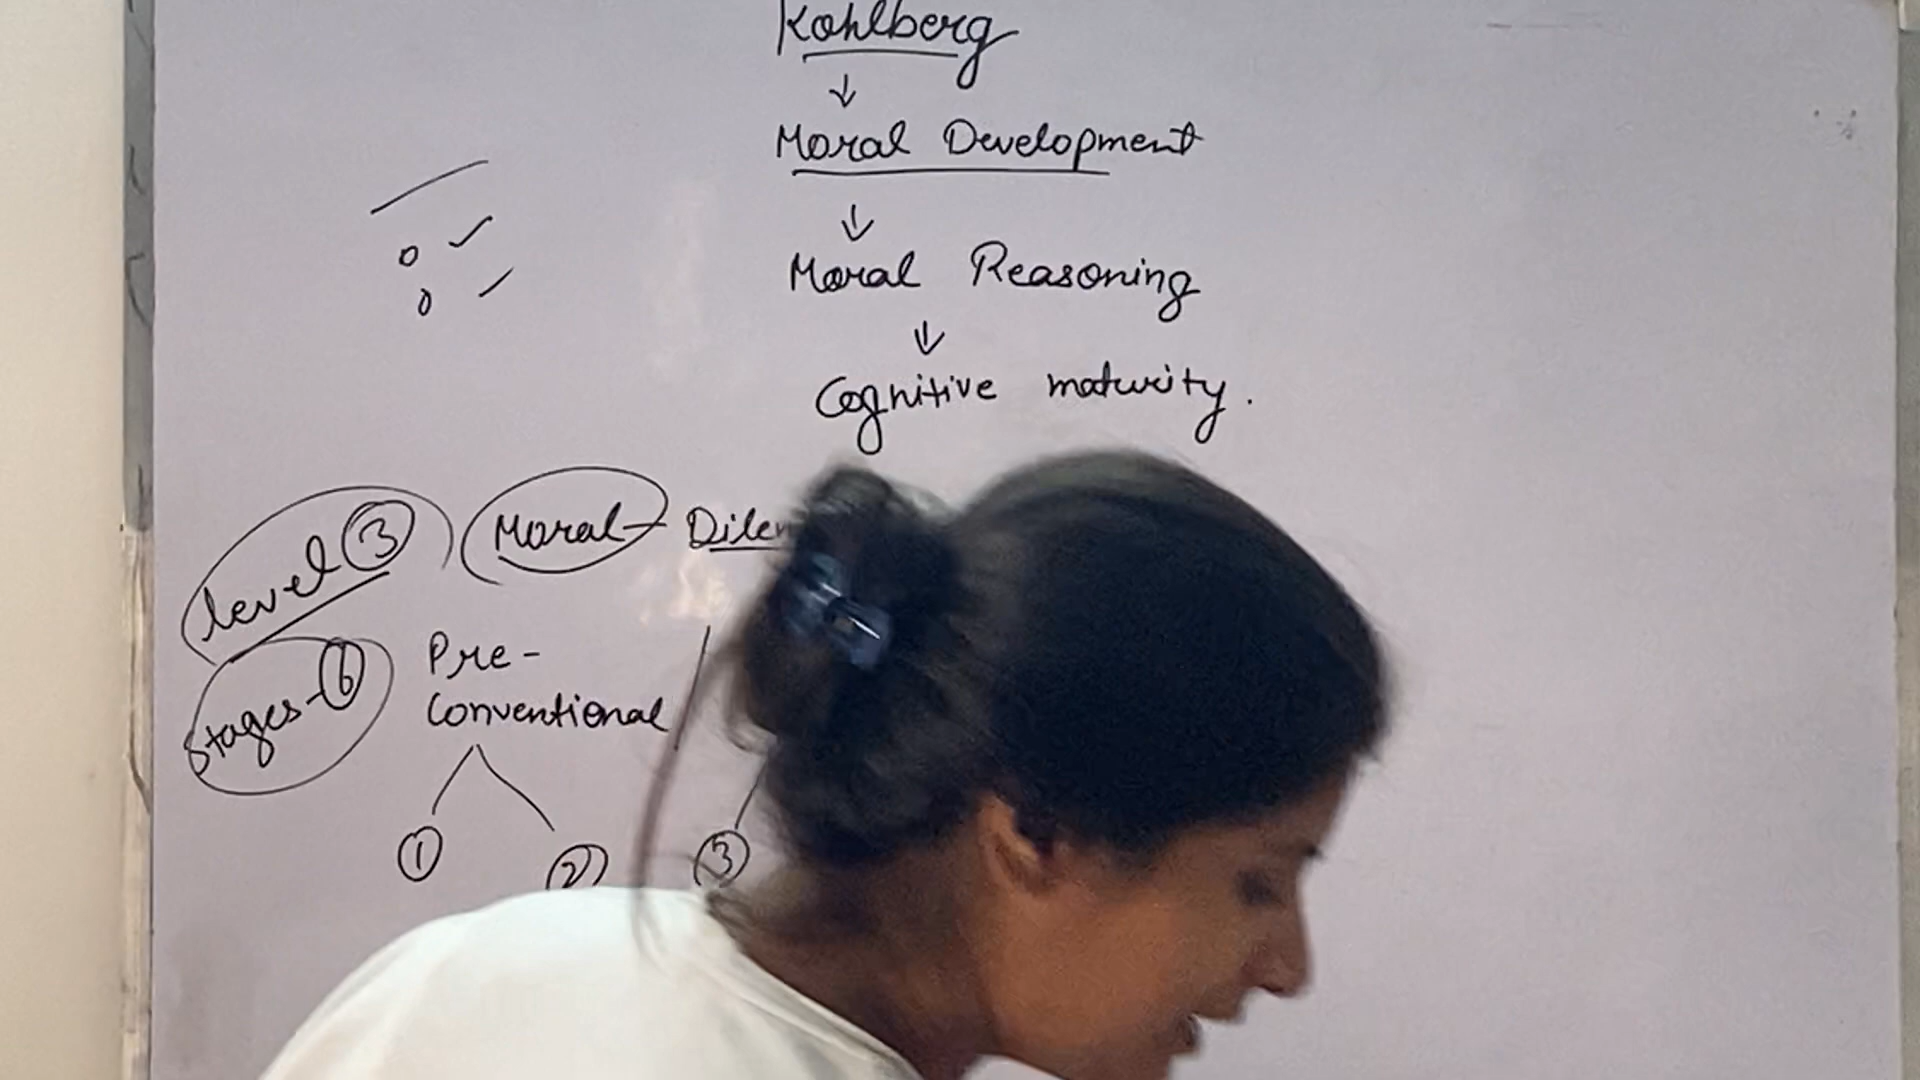 Kohlberg
↓
Moral Development
↓
Moral Reasoning
↓
Cognitive maturity.
level ③ Moral
Stages - ⑥
Pre-
Conventional
① ② ③